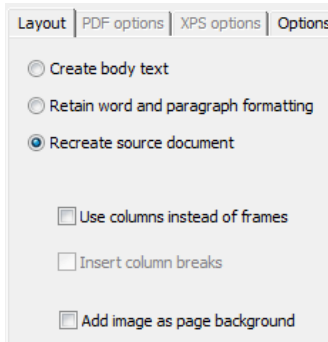 Layout PDF options XPS options Options
Create body text
Retain word and paragraph formatting
Recreate source document
Use columns instead of frames
Insert column breaks
Add image as page background